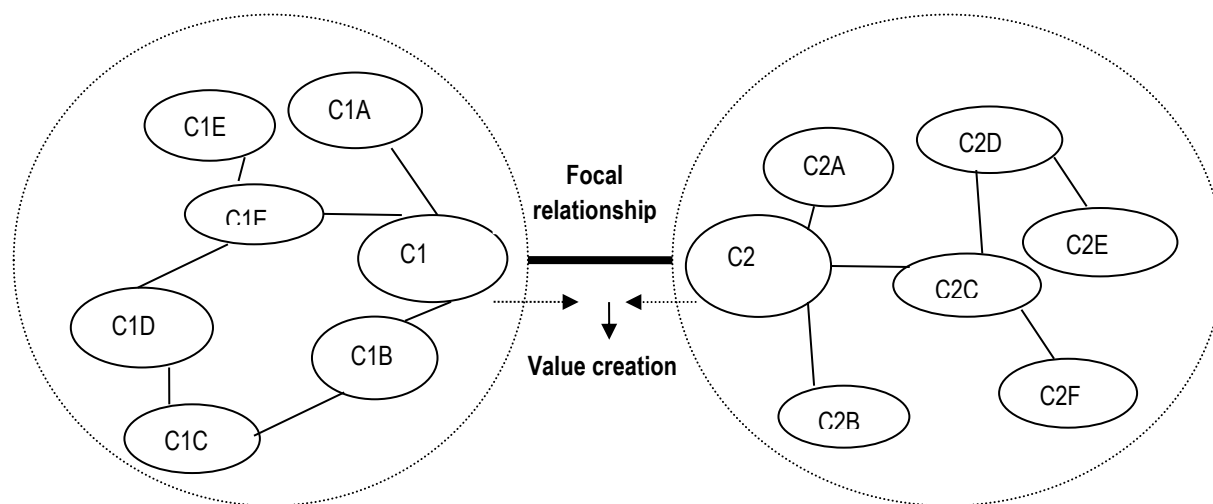 C1E
C1A
C1F
C1
C1D
C1B
C1C
Focal
relationship
Value creation
C2A
C2D
C2
C2E
C2C
C2F
C2B